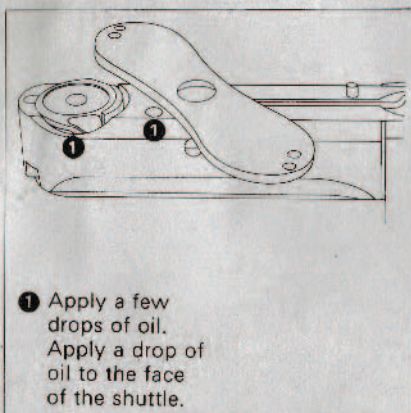 1
1
1 Apply a few
drops of oil.
Apply a drop of
oil to the face
of the shuttle.